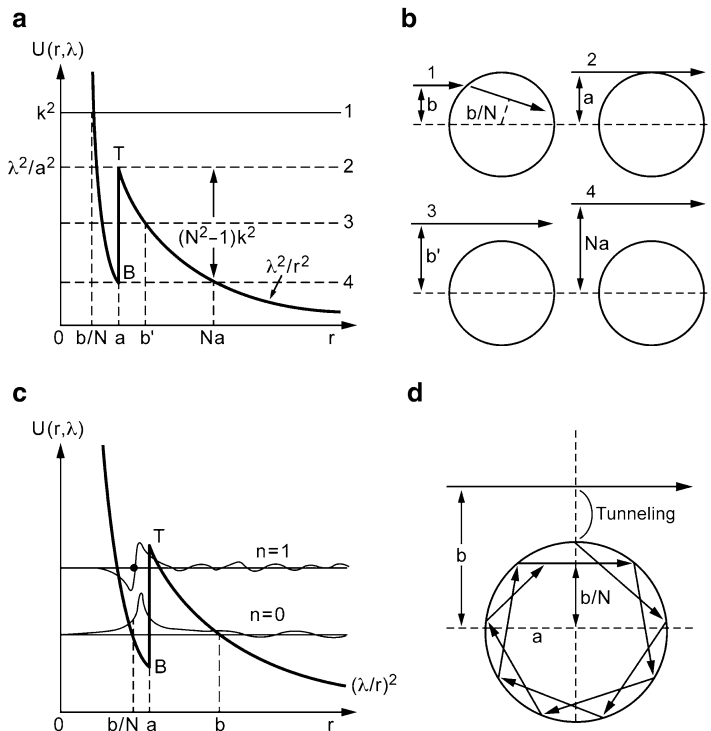 a
U(r,λ)
k²
1
T
λ²/a²
2
3
(N²−1)k²
B
λ²/r²
4
0
b/N
a
b'
Na
r
b
1
b
b/N
2
a
3
b'
4
Na
c
U(r,λ)
T
n=1
n=0
B
(λ/r)²
0
b/N
a
b
r
d
Tunneling
b
b/N
a